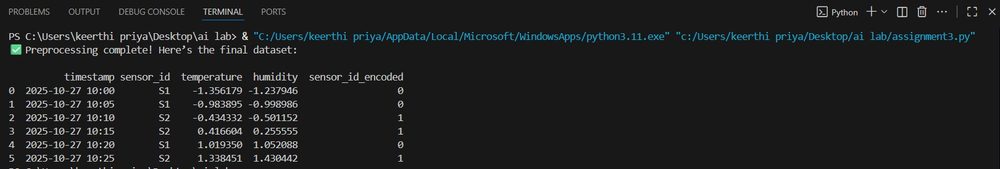 PROBLEMS OUTPUT DEBUG CONSOLE TERMINAL PORTS Python
PS C:\Users\keerthi priya\Desktop\ai lab> & "C:/Users/keerthi priya/AppData/Local/Microsoft/WindowsApps/python3.11.exe" "c:/Users/keerthi priya/Desktop/ai lab/assignment3.py"
✅ Preprocessing complete! Here’s the final dataset:
timestamp sensor_id temperature humidity sensor_id_encoded
0 2025-10-27 10:00 S1 -1.356179 -1.237946 0
1 2025-10-27 10:05 S1 -0.983895 -0.998986 0
2 2025-10-27 10:10 S2 -0.434332 -0.501152 1
3 2025-10-27 10:15 S2 0.416604 0.255555 1
4 2025-10-27 10:20 S1 1.019350 1.052088 0
5 2025-10-27 10:25 S2 1.338451 1.430442 1